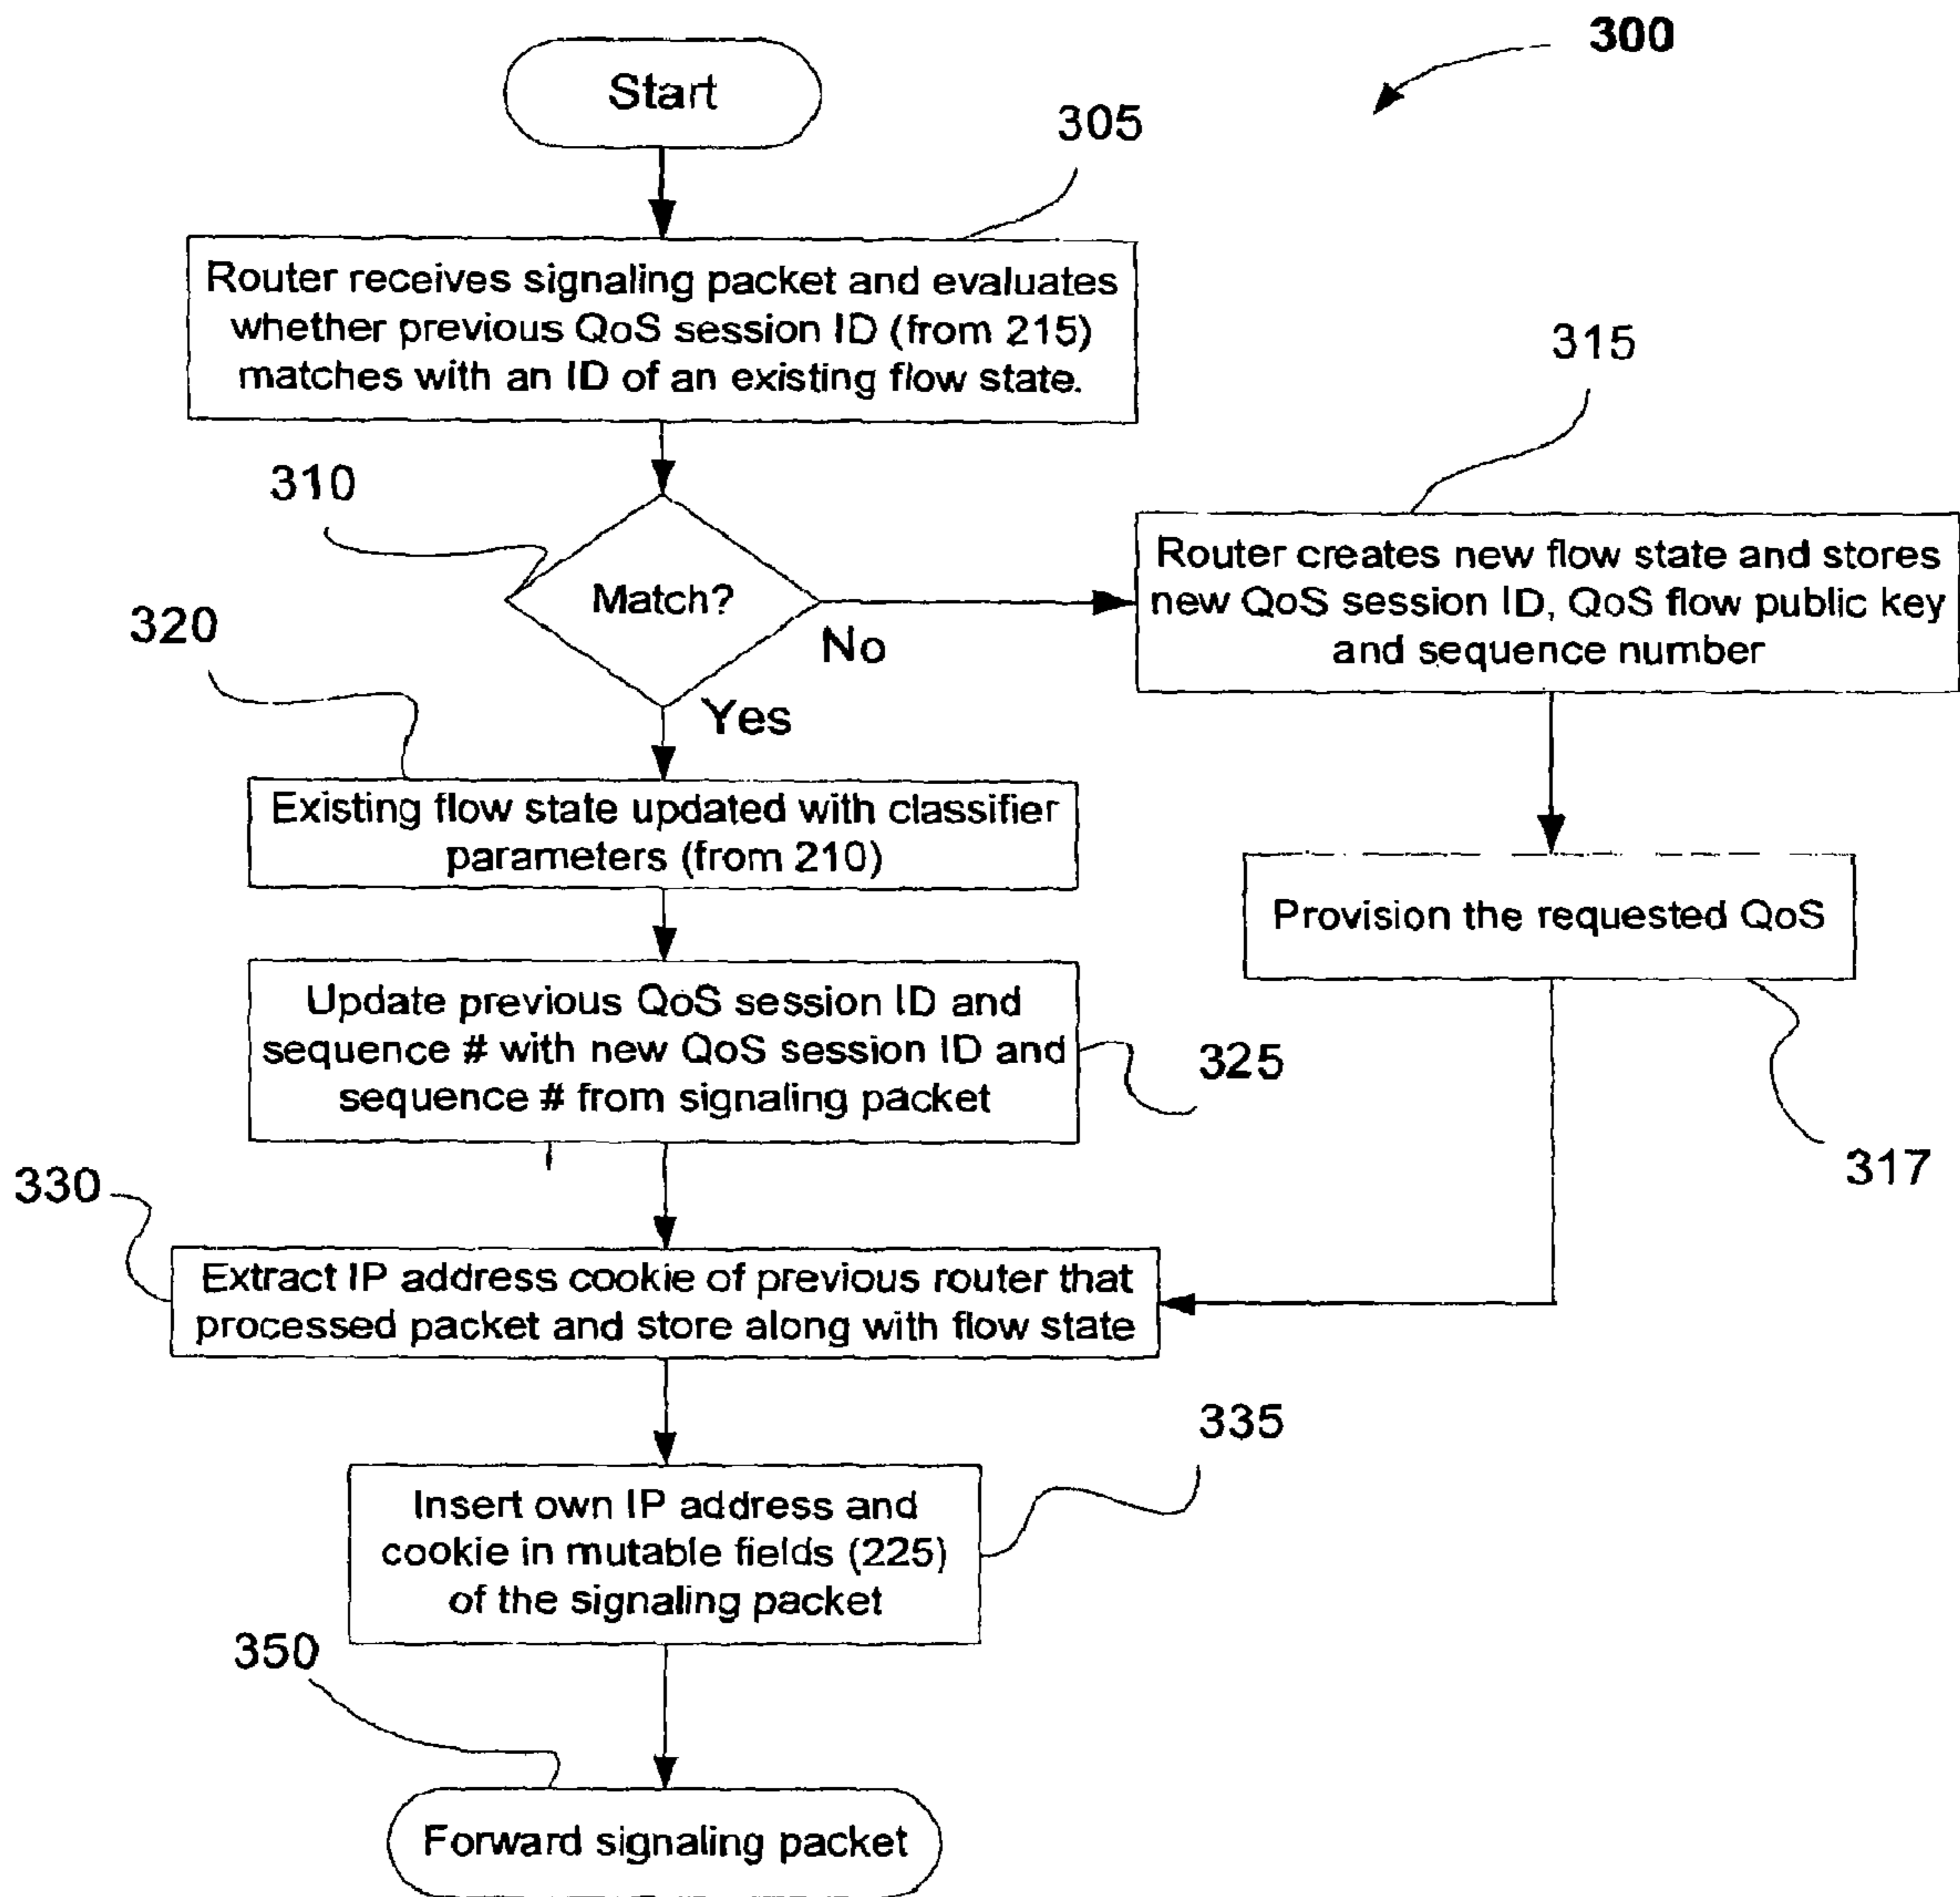 300
Start
305
Router receives signaling packet and evaluates
whether previous QoS session ID (from 215)
matches with an ID of an existing flow state.
310
Match?
No
Yes
315
Router creates new flow state and stores
new QoS session ID, QoS flow public key
and sequence number
320
Existing flow state updated with classifier
parameters (from 210)
Provision the requested QoS
317
Update previous QoS session ID and
sequence # with new QoS session ID and
sequence # from signaling packet
325
330
Extract IP address cookie of previous router that
processed packet and store along with flow state
335
Insert own IP address and
cookie in mutable fields (225)
of the signaling packet
350
Forward signaling packet